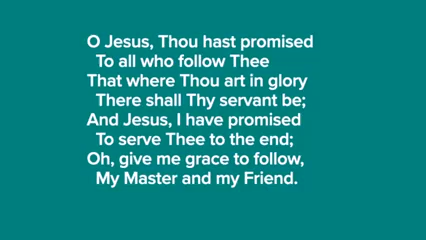 O Jesus, Thou hast promised
To all who follow Thee
That where Thou art in glory
There shall Thy servant be;
And Jesus, I have promised
To serve Thee to the end;
Oh, give me grace to follow,
My Master and my Friend.